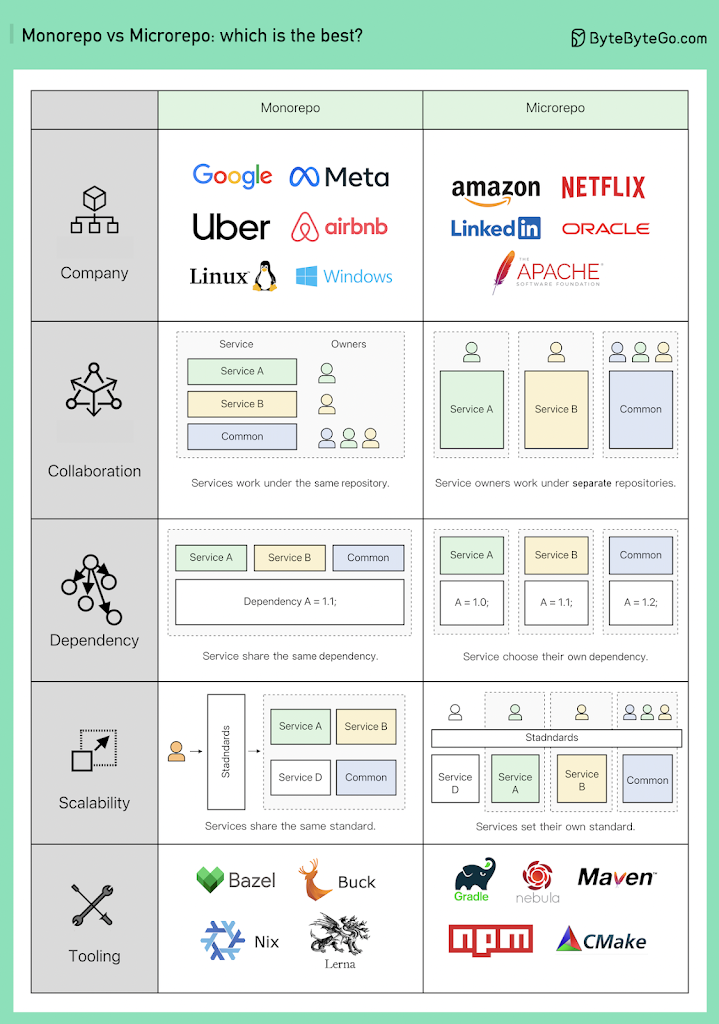 Monorepo vs Microrepo: which is the best?
ByteByteGo.com
Monorepo
Microrepo
Company
Google
Meta
Uber
airbnb
Linux
Windows
amazon
NETFLIX
Linked in
ORACLE
THE
APACHE
SOFTWARE FOUNDATION
Collaboration
Service
Owners
Service A
Service B
Common
Services work under the same repository.
Service A
Service B
Common
Service owners work under separate repositories.
Dependency
Service A
Service B
Common
Dependency A = 1.1;
Service share the same dependency.
Service A
Service B
Common
A = 1.0;
A = 1.1;
A = 1.2;
Service choose their own dependency.
Scalability
Stadndards
Service A
Service B
Service D
Common
Services share the same standard.
Stadndards
Service
D
Service
A
Service
B
Common
Services set their own standard.
Tooling
Bazel
Buck
Nix
Lerna
Gradle
nebula
Maven™
npm
CMake